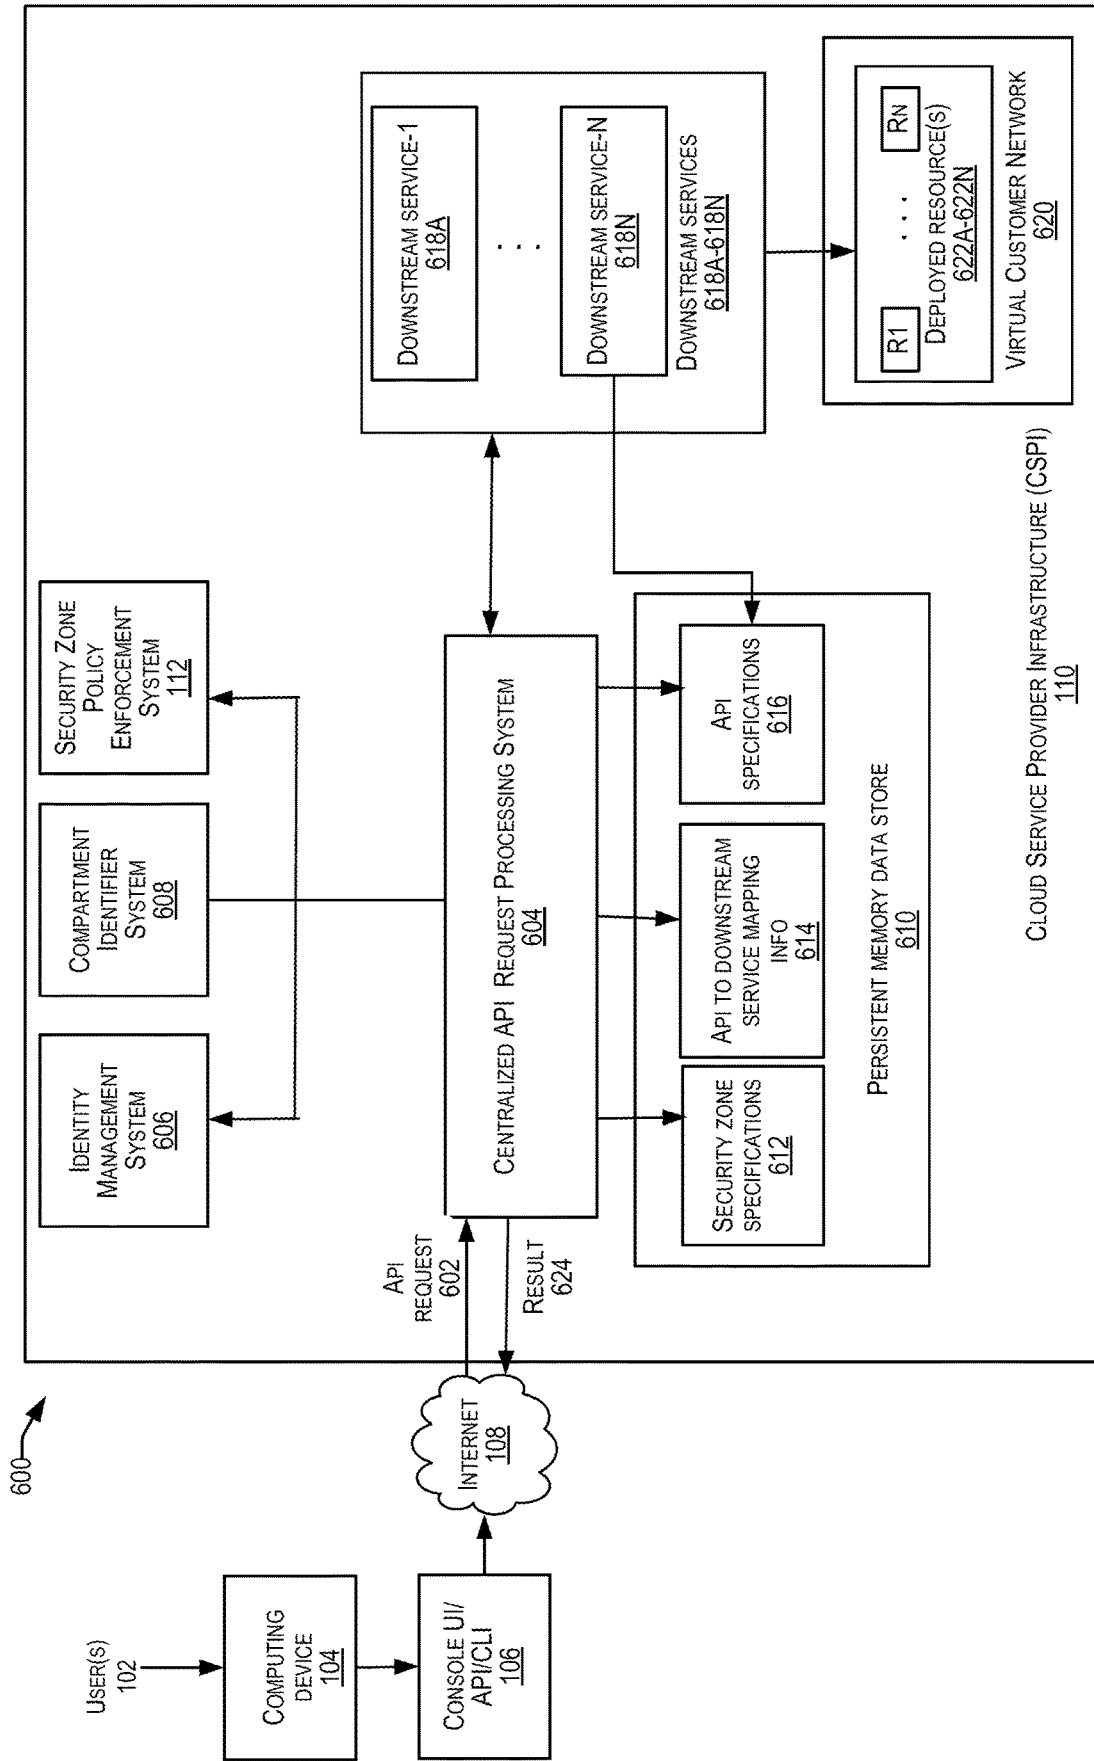 600
USER(S)
102
COMPUTING
DEVICE
104
CONSOLE UI/
API/CLI
106
INTERNET
108
API
REQUEST
602
RESULT
624
IDENTITY
MANAGEMENT
SYSTEM
606
COMPARTMENT
IDENTIFIER
SYSTEM
608
SECURITY ZONE
POLICY
ENFORCEMENT
SYSTEM
112
CENTRALIZED API REQUEST PROCESSING SYSTEM
604
SECURITY ZONE
SPECIFICATIONS
612
API TO DOWNSTREAM
SERVICE MAPPING
INFO
614
API
SPECIFICATIONS
616
PERSISTENT MEMORY DATA STORE
610
DOWNSTREAM SERVICE-1
618A
. . .
DOWNSTREAM SERVICE-N
618N
DOWNSTREAM SERVICES
618A-618N
R1
. . .
RN
DEPLOYED RESOURCE(S)
622A-622N
VIRTUAL CUSTOMER NETWORK
620
CLOUD SERVICE PROVIDER INFRASTRUCTURE (CSPI)
110